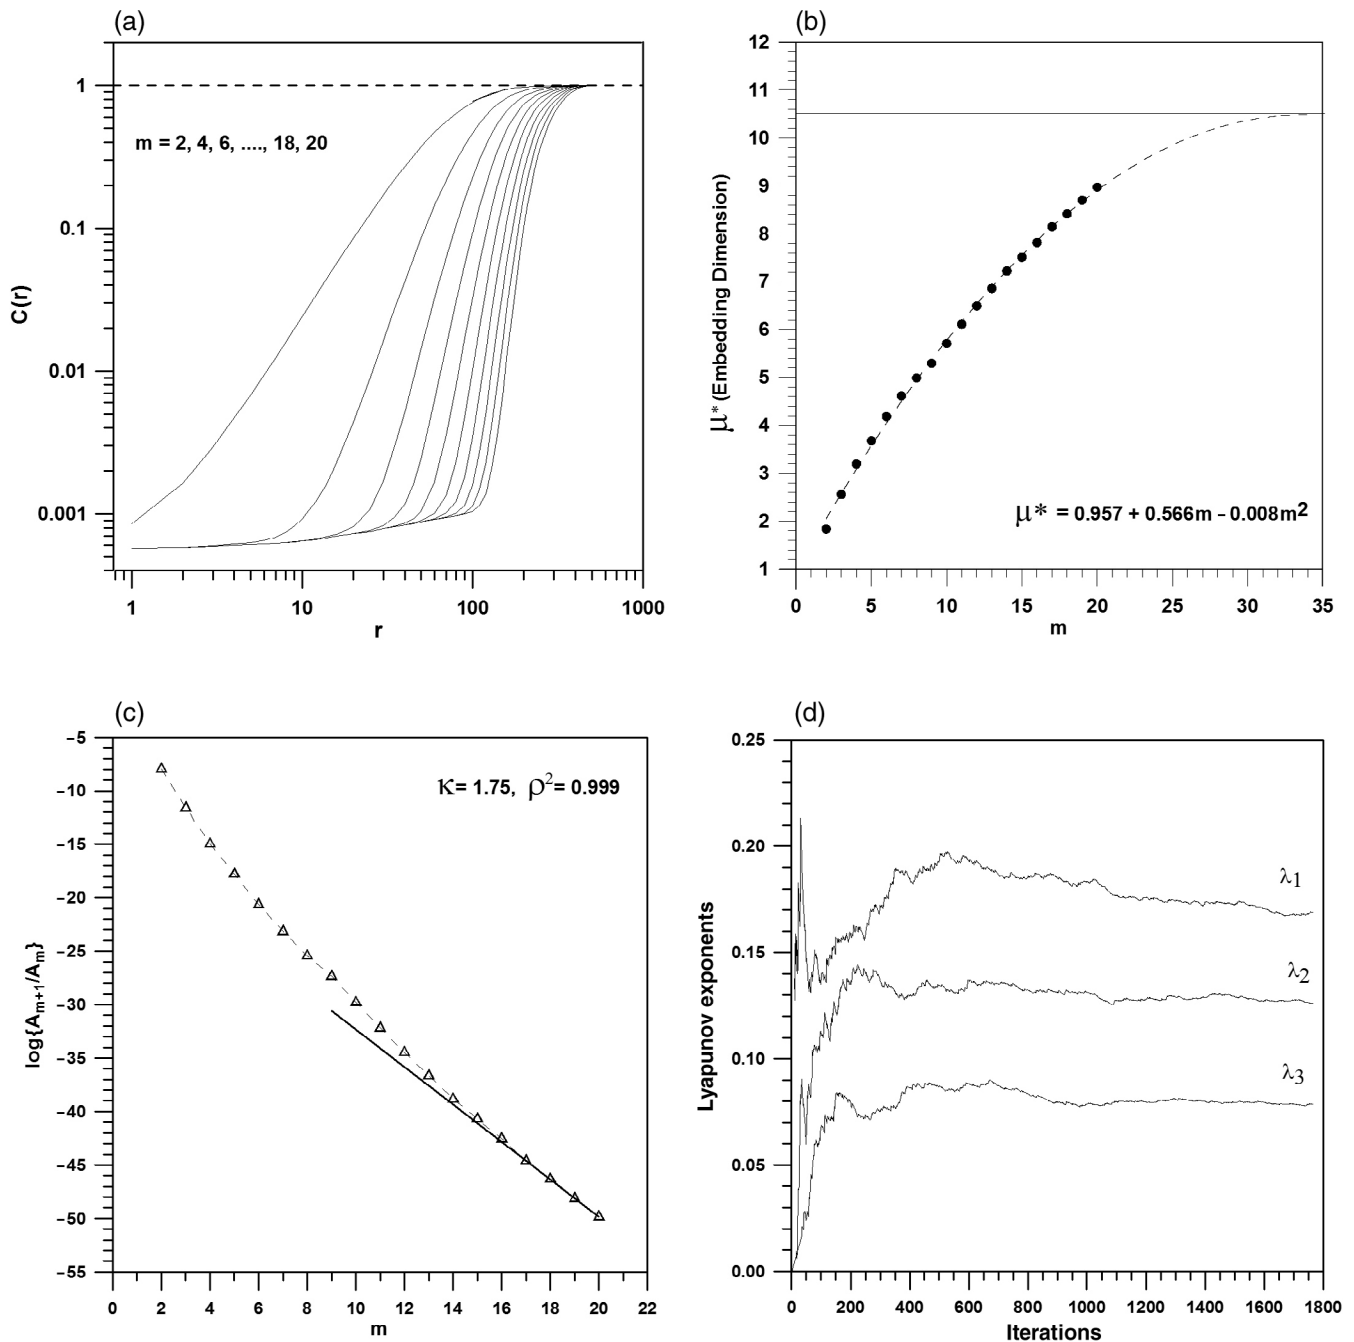 (a)
1
0.1
0.01
0.001
C(r)
m = 2, 4, 6, ...., 18, 20
1 10 100 1000
r
(b)
12
11
10
9
8
7
6
5
4
3
2
1
μ* (Embedding Dimension)
μ* = 0.957 + 0.566m – 0.008m²
0 5 10 15 20 25 30 35
m
(c)
–5
–10
–15
–20
–25
–30
–35
–40
–45
–50
–55
log{A_{m+1}/A_m}
κ= 1.75, ρ²= 0.999
0 2 4 6 8 10 12 14 16 18 20 22
m
(d)
0.25
0.20
0.15
0.10
0.05
0.00
Lyapunov exponents
λ1
λ2
λ3
0 200 400 600 800 1000 1200 1400 1600 1800
Iterations